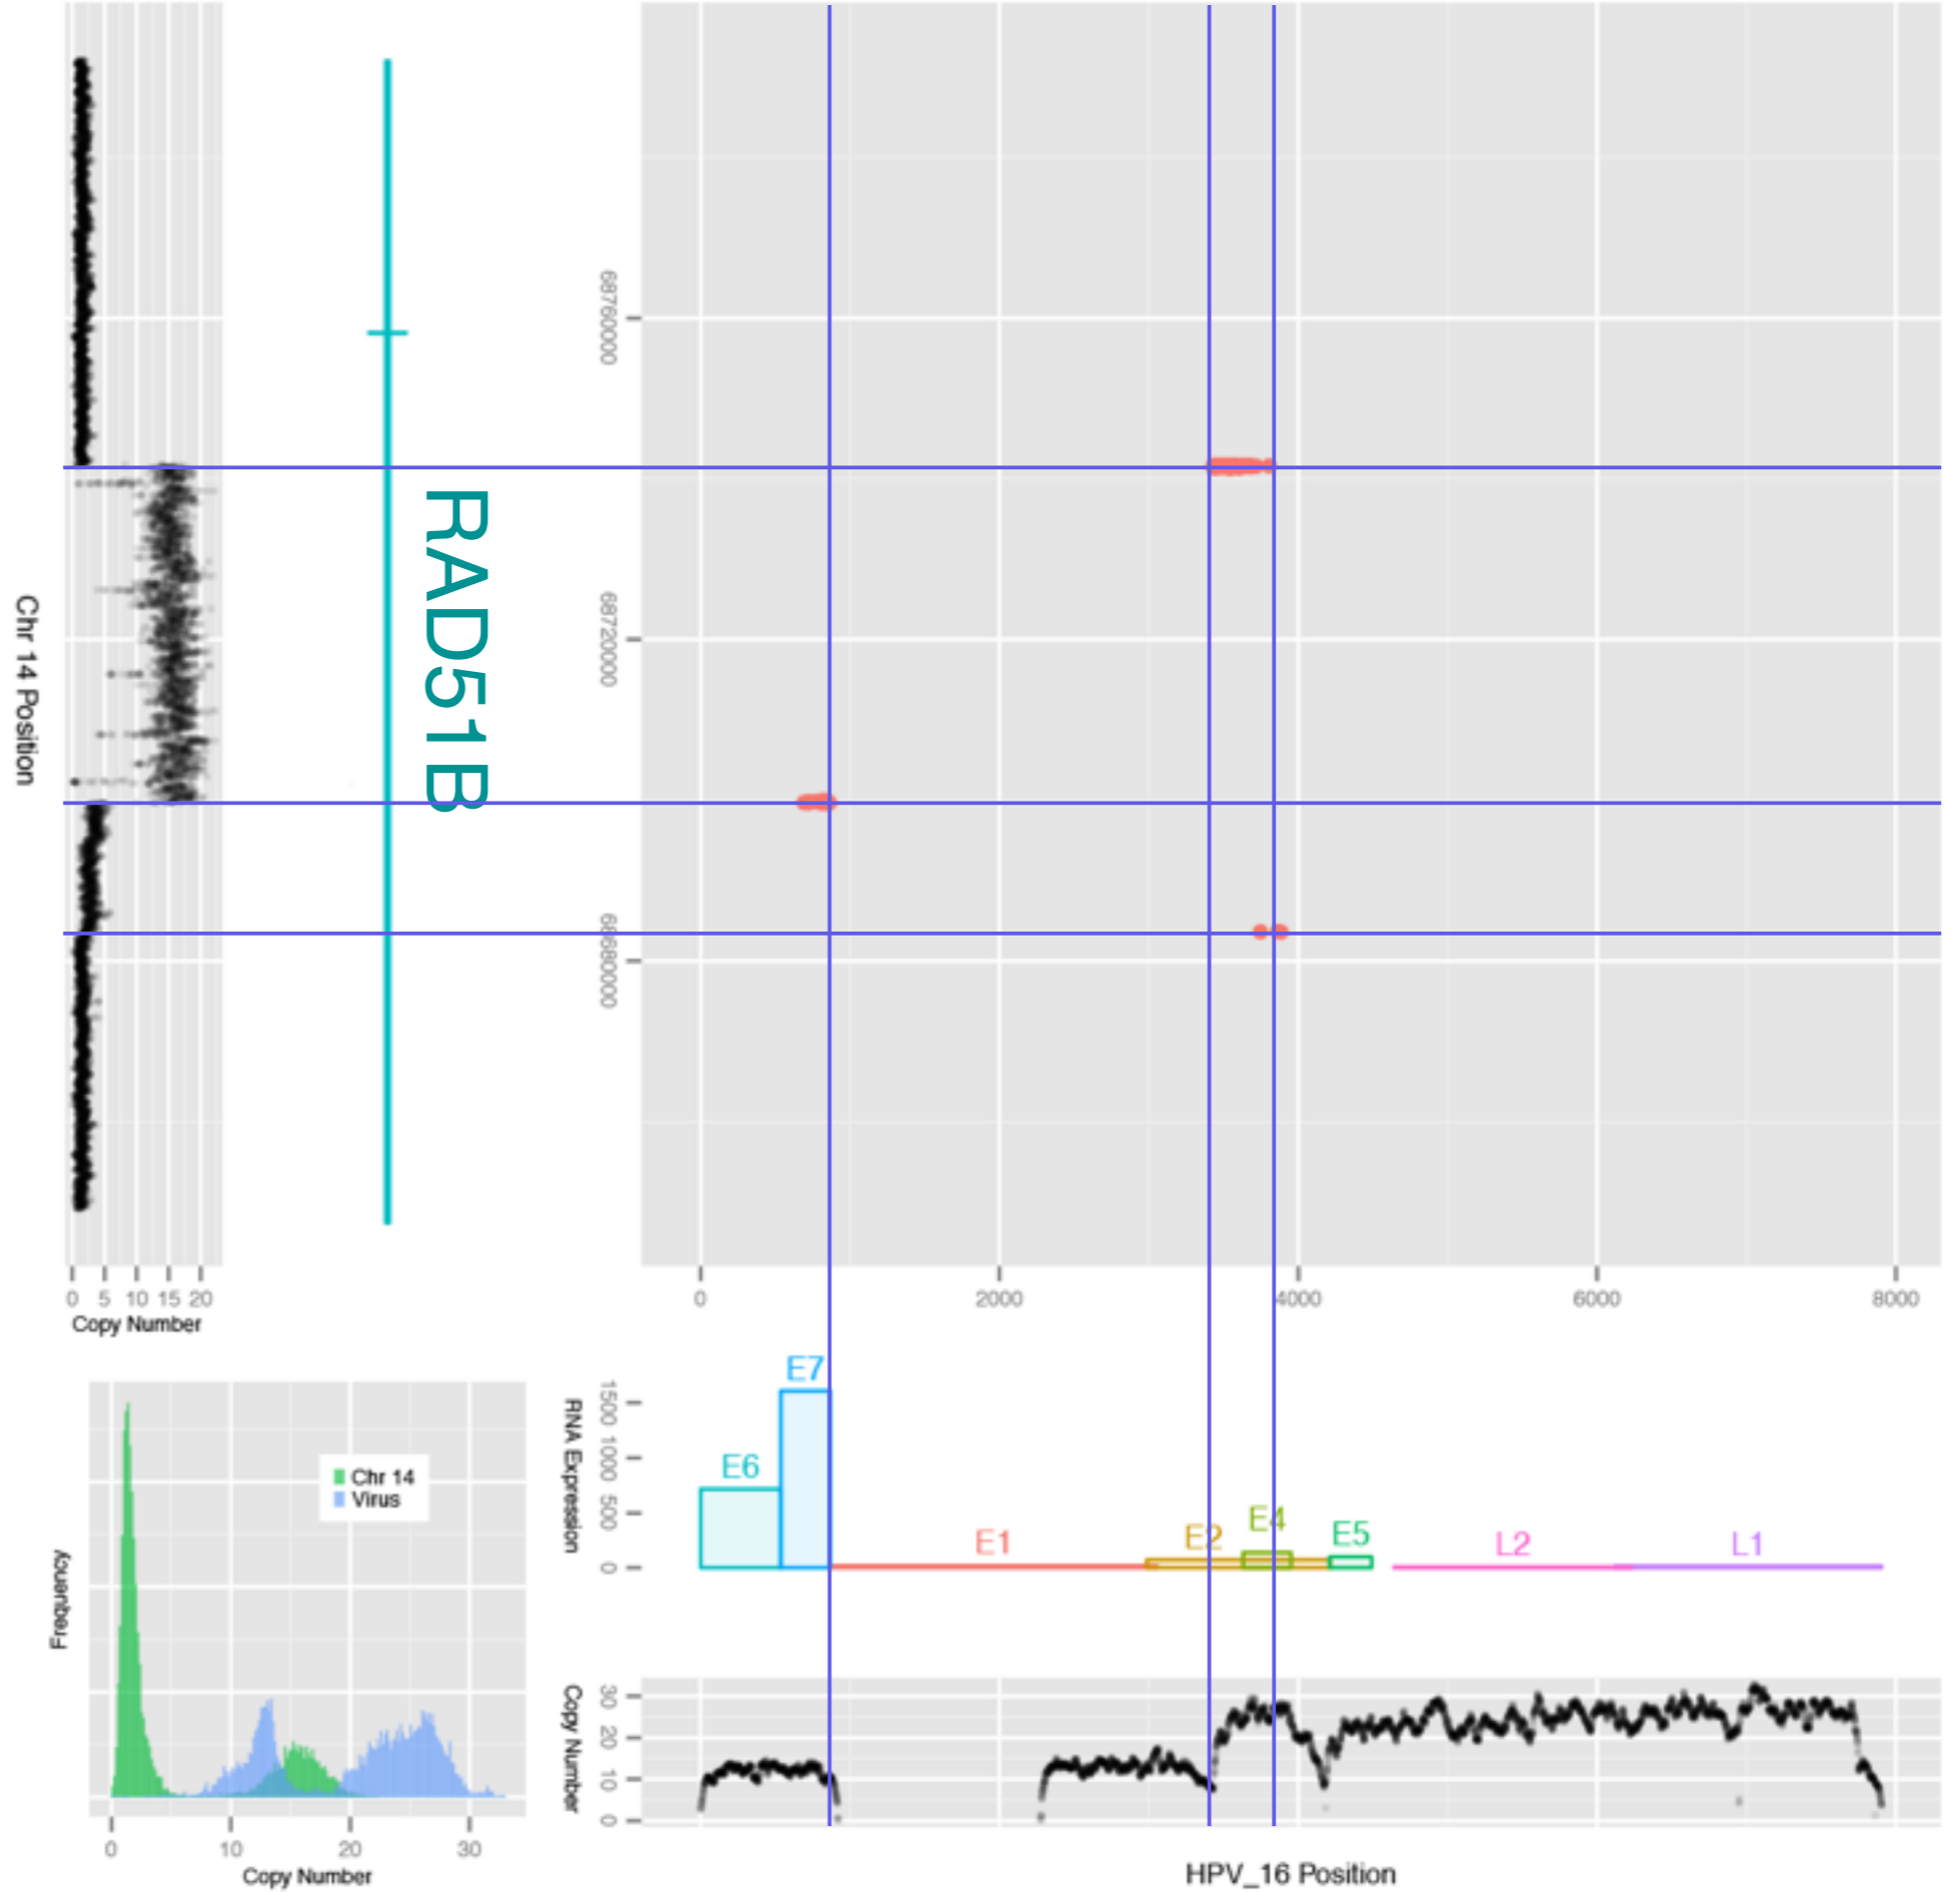 Chr 14 Position
0 5 10 15 20
Copy Number
RAD51B
68760000
68720000
68680000
0 2000 4000 6000 8000
RNA Expression
1500
1000
500
0
E6
E7
E1
E2
E4
E5
L2
L1
Frequency
Chr 14
Virus
0 10 20 30
Copy Number
Copy Number
30
20
10
0
HPV_16 Position